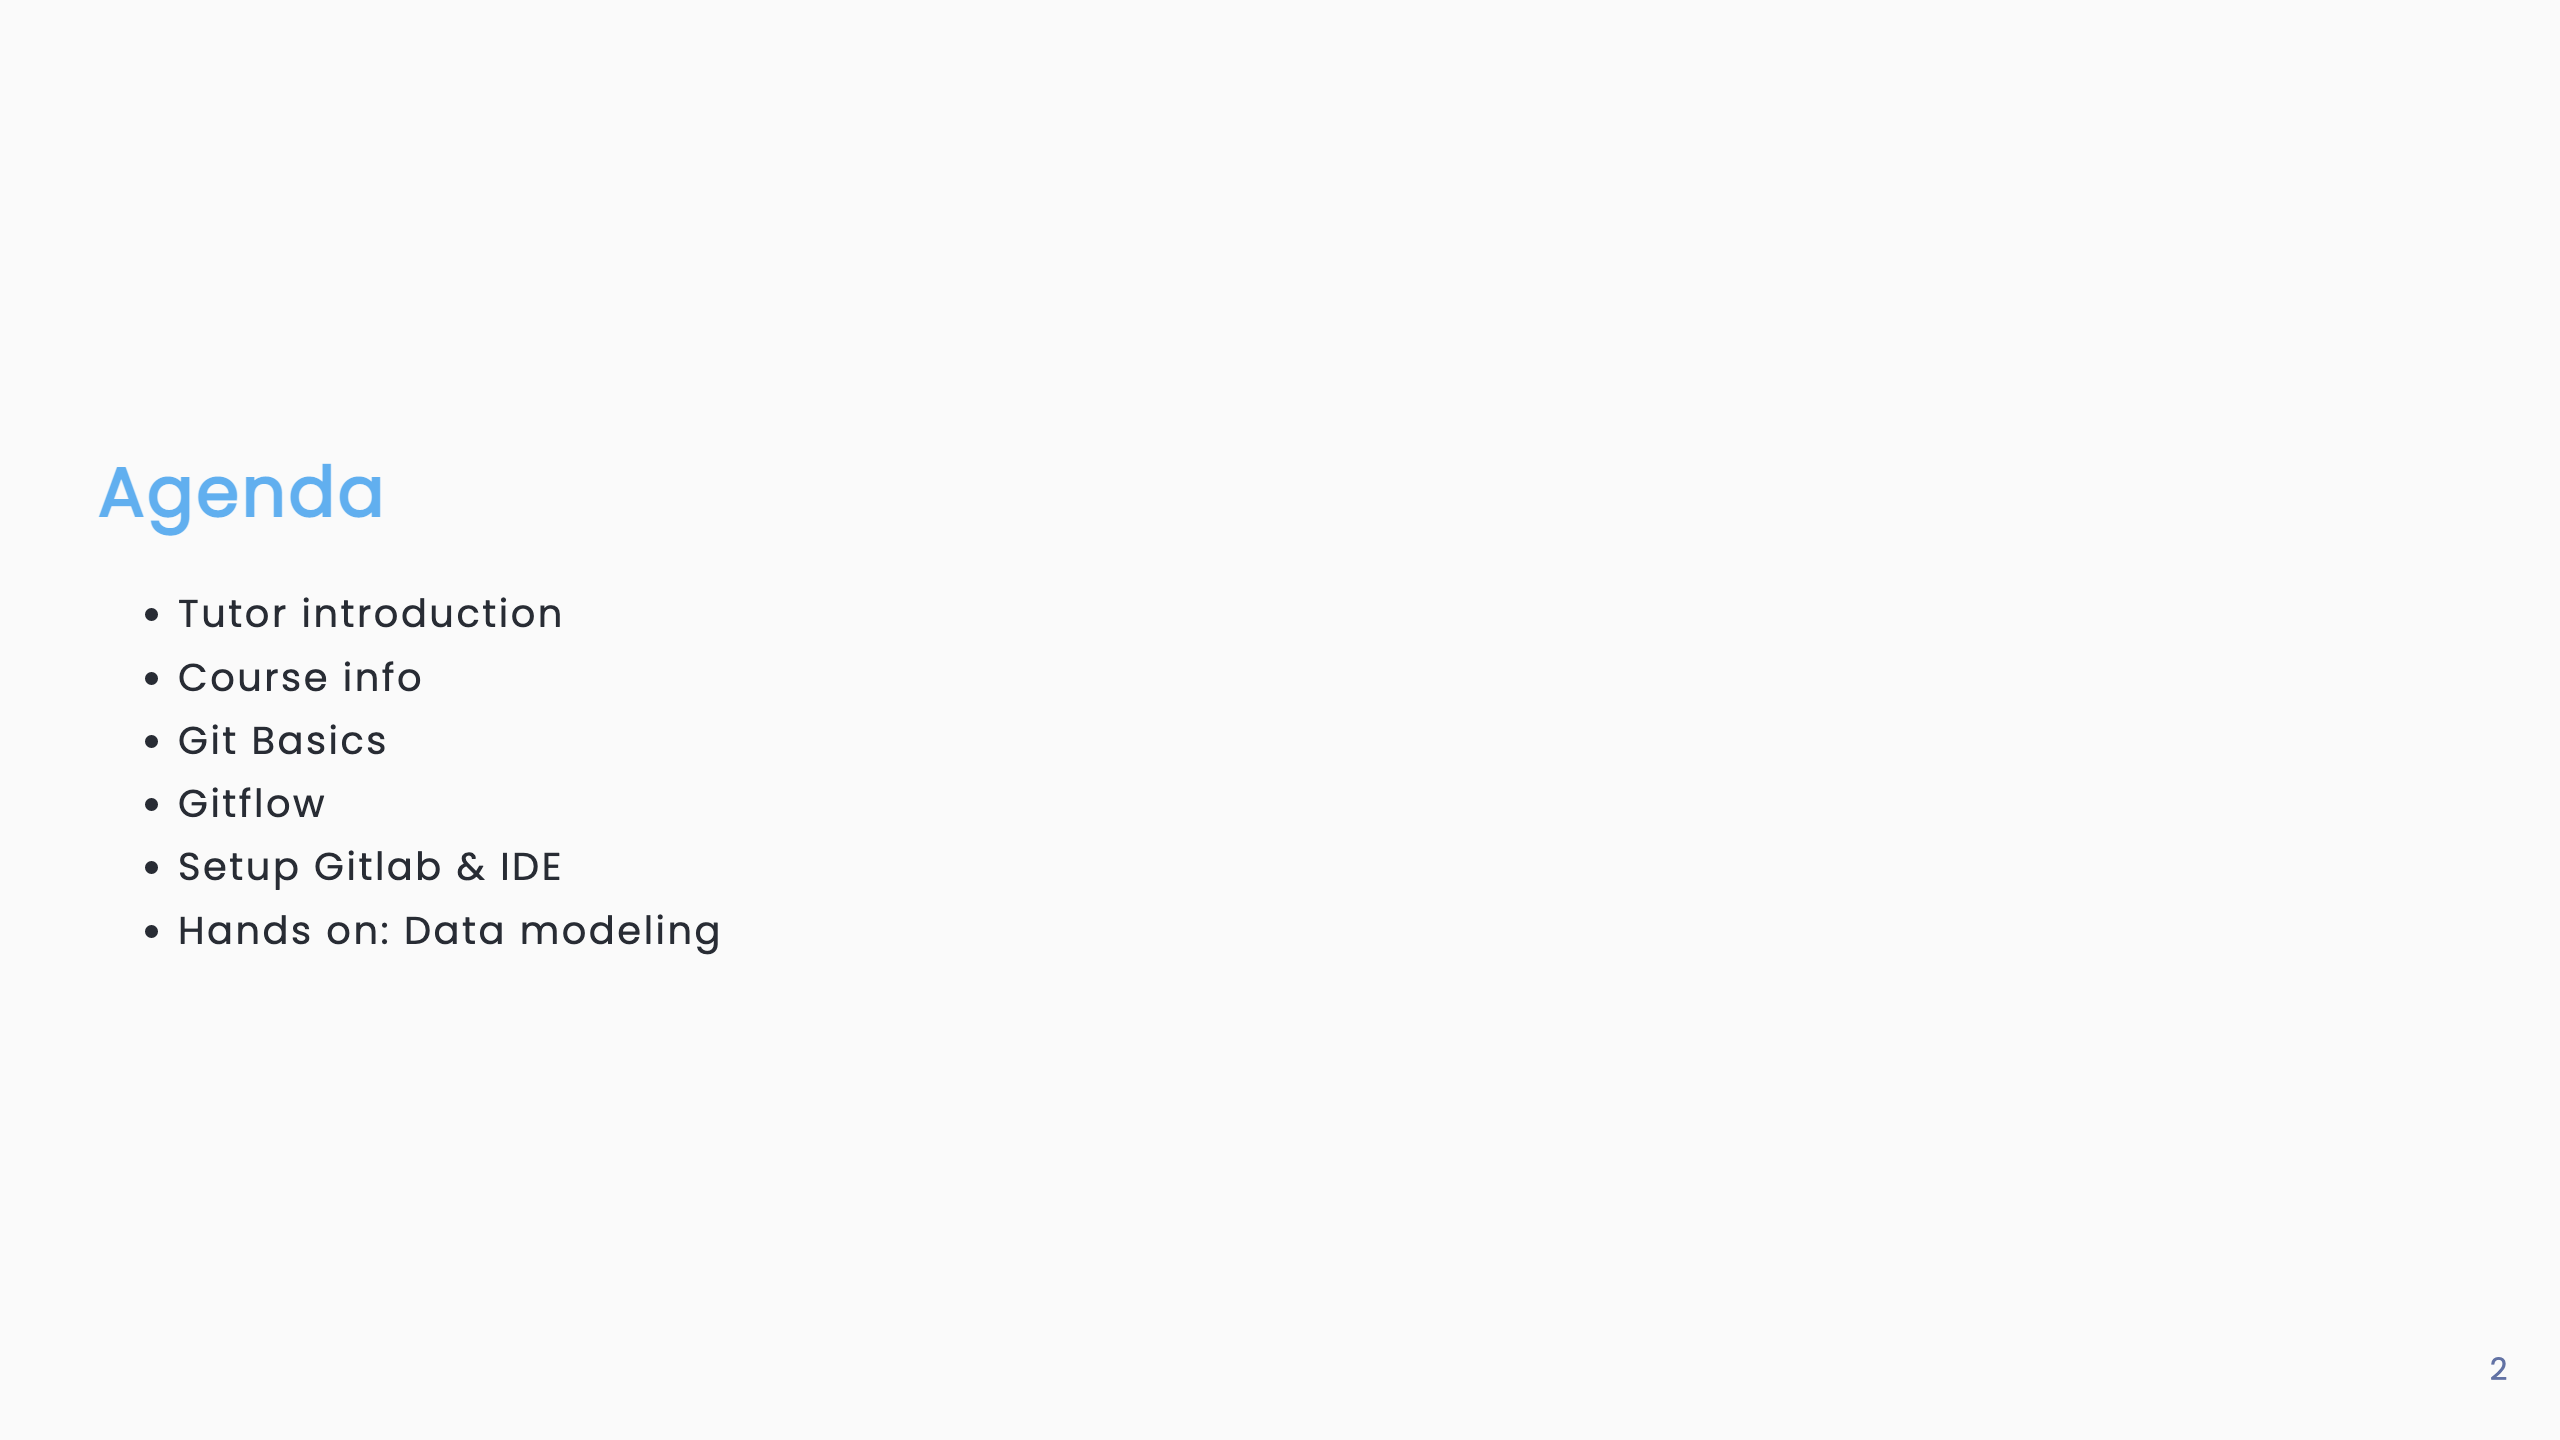 Agenda
• Tutor introduction
• Course info
• Git Basics
• Gitflow
• Setup Gitlab & IDE
• Hands on: Data modeling
2